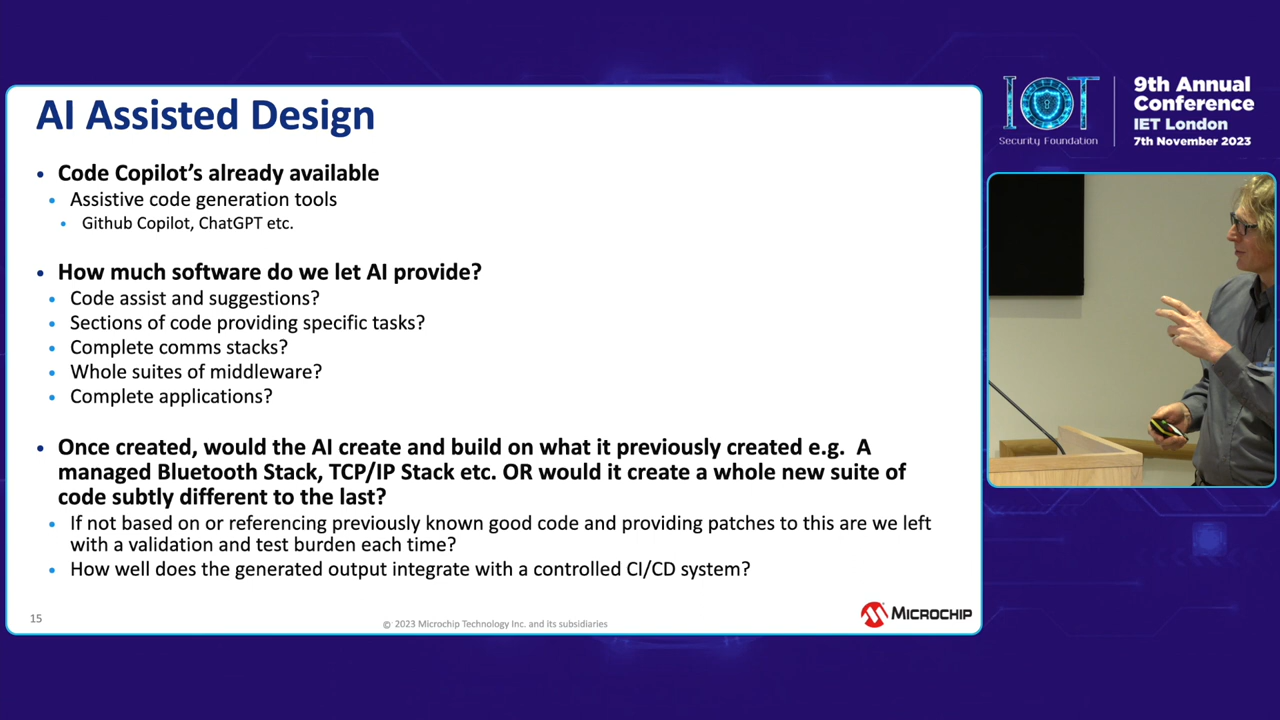 AI Assisted Design
• Code Copilot's already available
• Assistive code generation tools
• Github Copilot, ChatGPT etc.
• How much software do we let AI provide?
• Code assist and suggestions?
• Sections of code providing specific tasks?
• Complete comms stacks?
• Whole suites of middleware?
• Complete applications?
• Once created, would the AI create and build on what it previously created e.g. A
managed Bluetooth Stack, TCP/IP Stack etc. OR would it create a whole new suite of
code subtly different to the last?
• If not based on or referencing previously known good code and providing patches to this are we left
with a validation and test burden each time?
• How well does the generated output integrate with a controlled CI/CD system?
15
© 2023 Microchip Technology Inc. and its subsidiaries
MICROCHIP
IOT
Security Foundation
9th Annual
Conference
IET London
7th November 2023